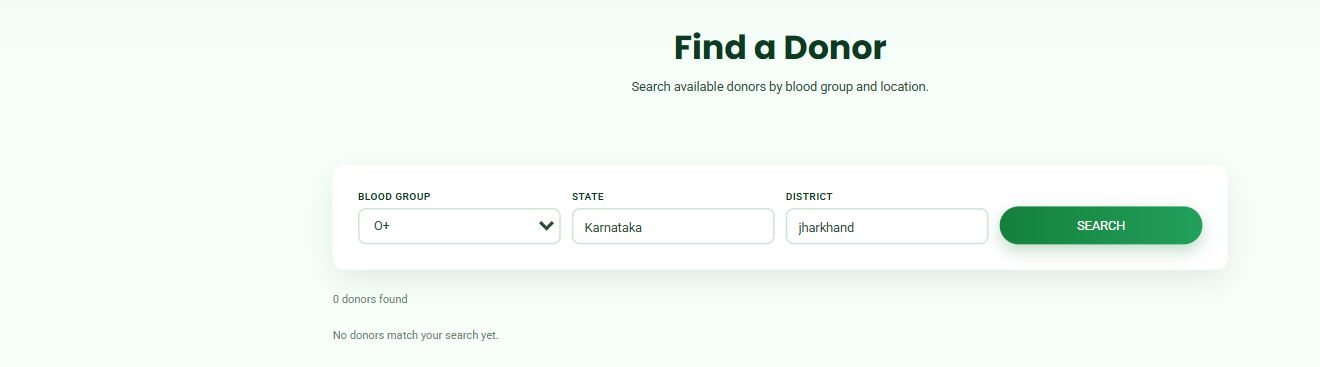 Find a Donor
Search available donors by blood group and location.
BLOOD GROUP STATE DISTRICT
O+ Karnataka jharkhand SEARCH
0 donors found
No donors match your search yet.